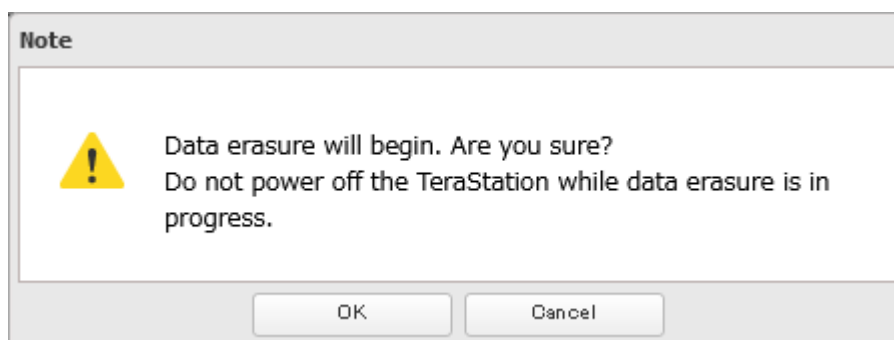 Note
Data erasure will begin. Are you sure?
Do not power off the TeraStation while data erasure is in
progress.
OK
Cancel